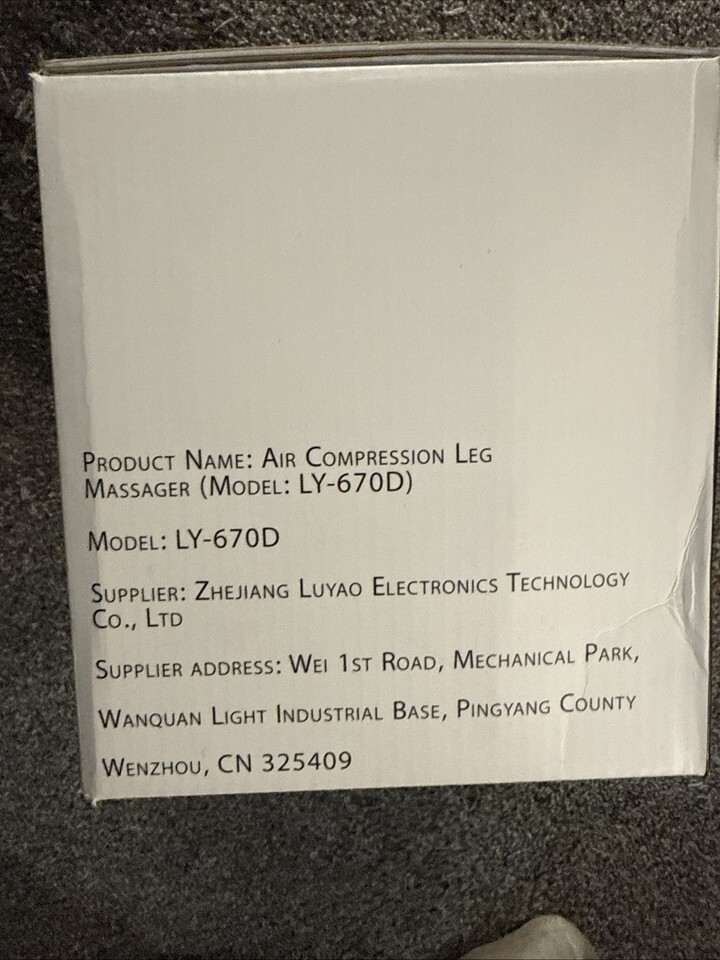 Product Name: Air Compression Leg
Massager (Model: LY-670D)
Model: LY-670D
Supplier: Zhejiang Luyao Electronics Technology
Co., Ltd
Supplier address: Wei 1st Road, Mechanical Park,
Wanquan Light Industrial Base, Pingyang County
Wenzhou, CN 325409